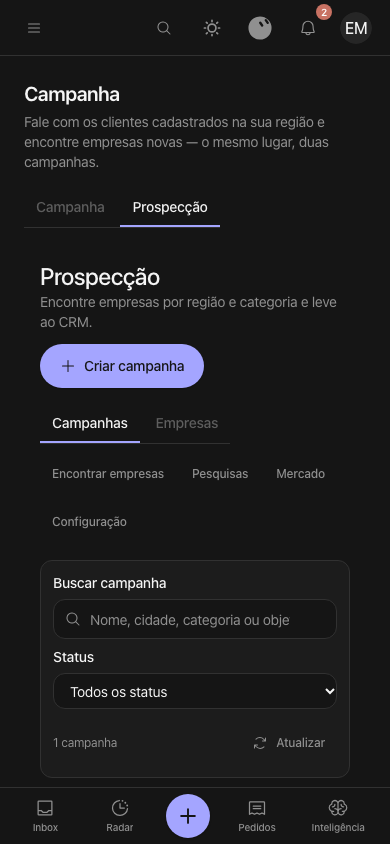 2
EM
Campanha
Fale com os clientes cadastrados na sua região e
encontre empresas novas — o mesmo lugar, duas
campanhas.
Campanha Prospecção
Prospecção
Encontre empresas por região e categoria e leve
ao CRM.
Criar campanha
Campanhas Empresas
Encontrar empresas Pesquisas Mercado
Configuração
Buscar campanha
Nome, cidade, categoria ou obje
Status
Todos os status
1 campanha Atualizar
Inbox Radar Pedidos Inteligência